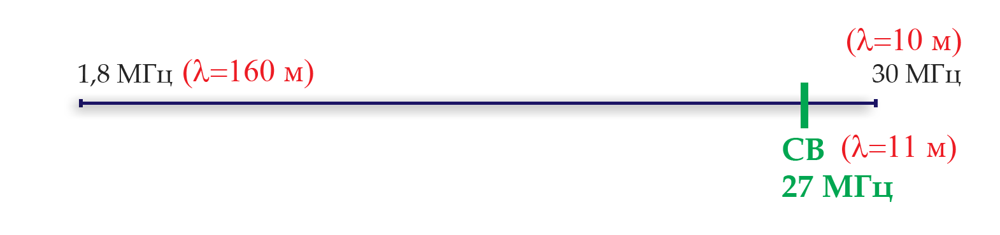 (λ=10 м)
1,8 МГц (λ=160 м)
30 МГц
СВ (λ=11 м)
27 МГц